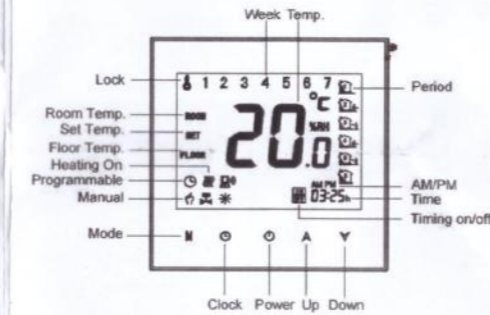 Week Temp.
Lock
1 2 3 4 5 6 7
Period
°C
Room Temp.
ROOM
20.0
%RH
Set Temp.
SET
Floor Temp.
FLOOR
Heating On
Programmable
AM PM
AM/PM
Manual
03:25h
Time
Timing on/off
Mode
M
Clock
Power
Up
Down